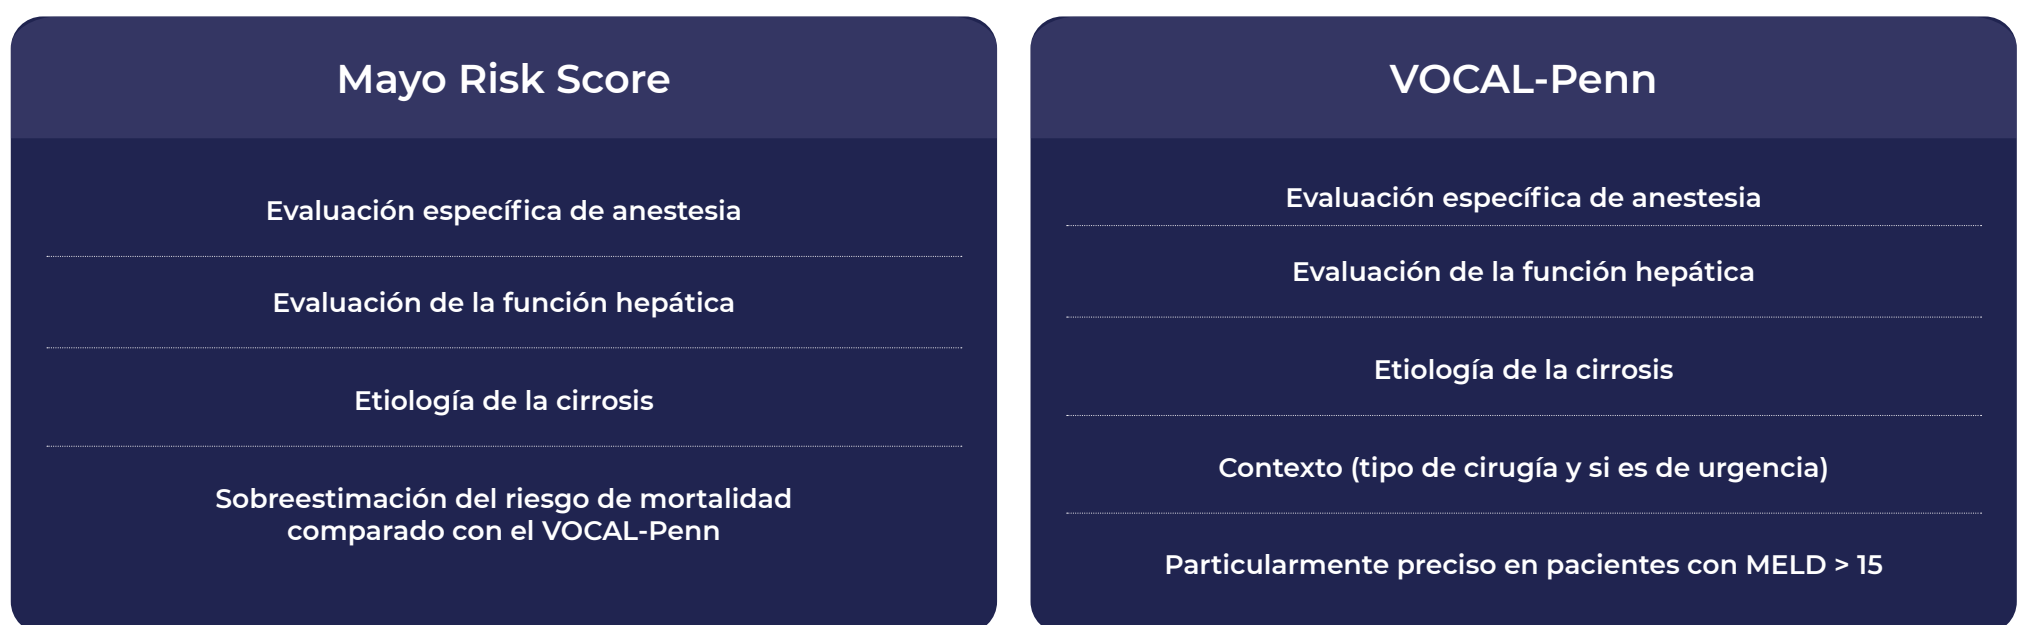 Mayo Risk Score
Evaluación específica de anestesia
Evaluación de la función hepática
Etiología de la cirrosis
Sobreestimación del riesgo de mortalidad
comparado con el VOCAL-Penn
VOCAL-Penn
Evaluación específica de anestesia
Evaluación de la función hepática
Etiología de la cirrosis
Contexto (tipo de cirugía y si es de urgencia)
Particularmente preciso en pacientes con MELD > 15